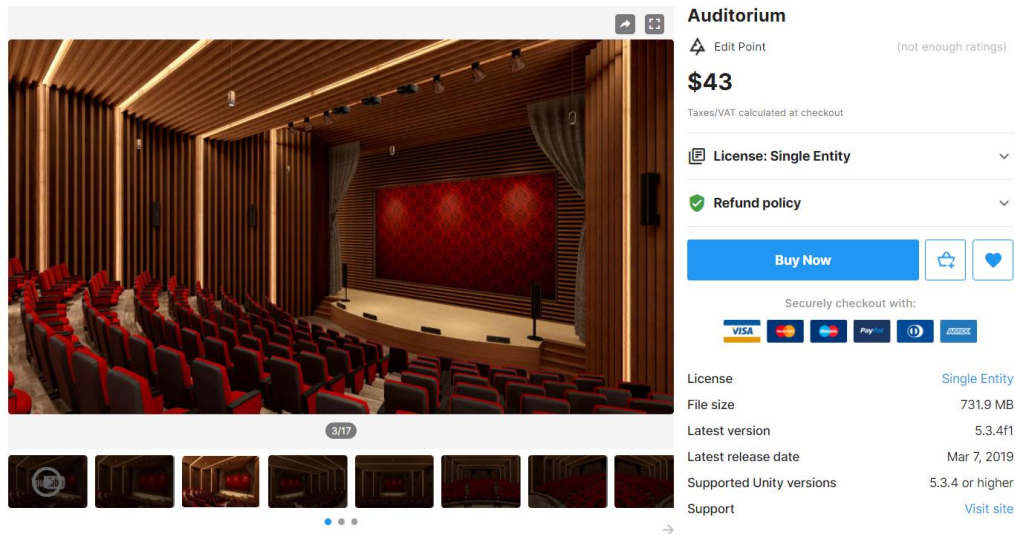 Auditorium
Edit Point
(not enough ratings)
$43
Taxes/VAT calculated at checkout
License: Single Entity
Refund policy
Buy Now
Securely checkout with:
VISA
PayPal
AMEX
3/17
License
Single Entity
File size
731.9 MB
Latest version
5.3.4f1
Latest release date
Mar 7, 2019
Supported Unity versions
5.3.4 or higher
Support
Visit site